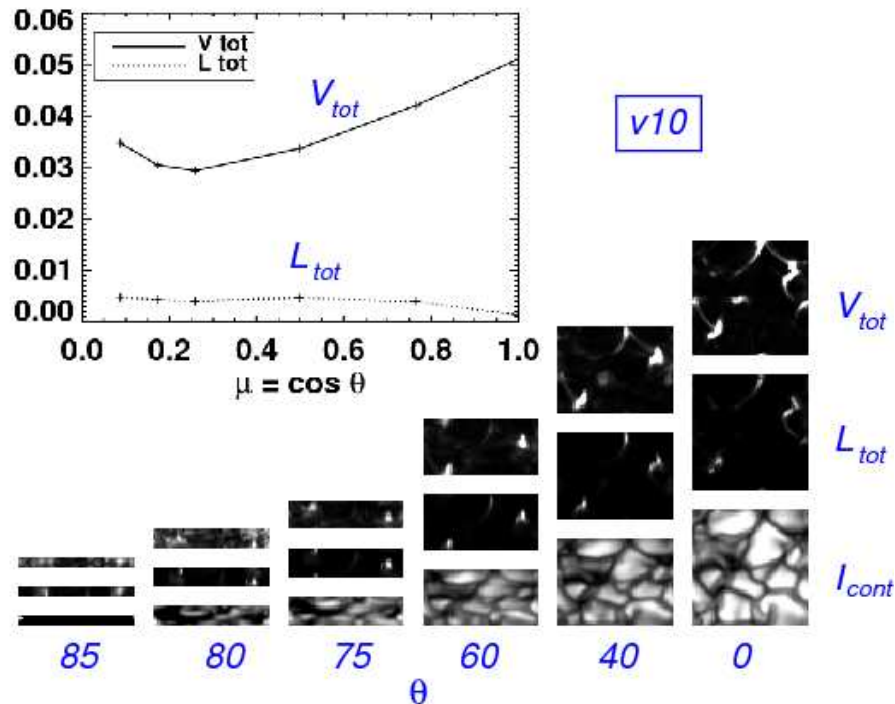 0.06
0.05
0.04
0.03
0.02
0.01
0.00
V tot
L tot
V_tot
L_tot
v10
0.0 0.2 0.4 0.6 0.8 1.0
μ = cos θ
V_tot
L_tot
I_cont
85 80 75 60 40 0
θ